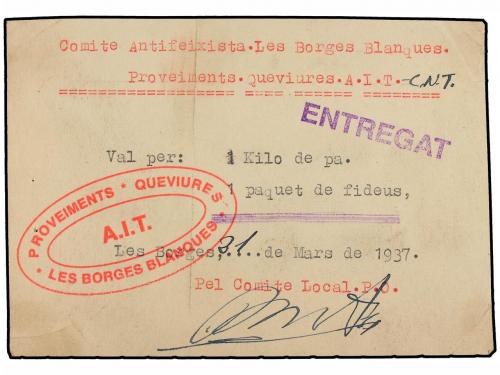 Comite Antifeixista.Les Borges Blanques.
Proveiments.Queviures.A.I.T.-C.N.T.
ENTREGAT
Val per: 1 Kilo de pa.
1 paquet de fideus,
PROVEIMENTS * QUEVIURES
A.I.T.
* LES BORGES BLANQUES *
Les Borges, 31... de Mars de 1937.
Pel Comite Local.P.O.